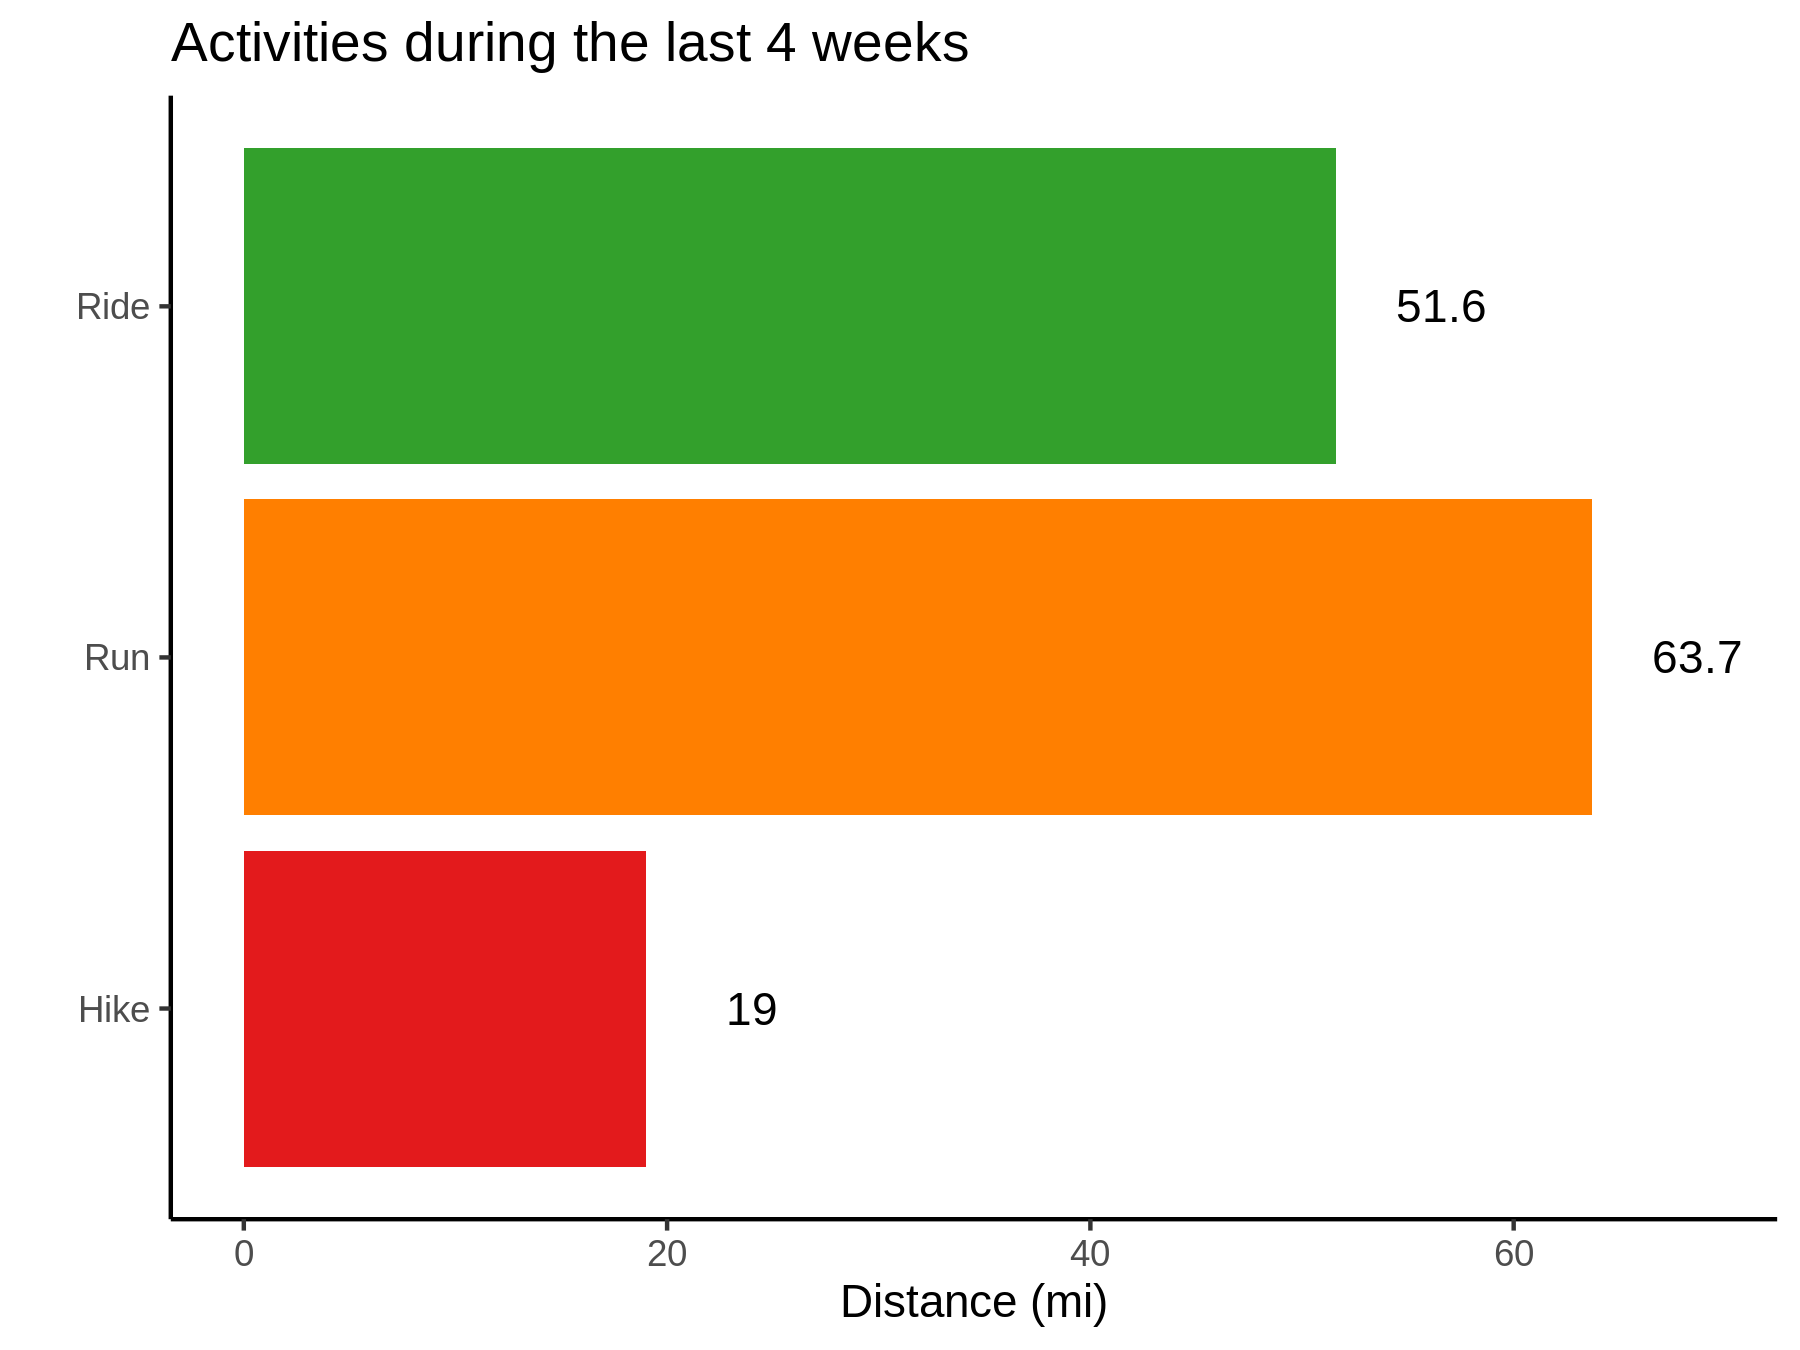 Activities during the last 4 weeks
Ride
51.6
Run
63.7
Hike
19
0 20 40 60
Distance (mi)